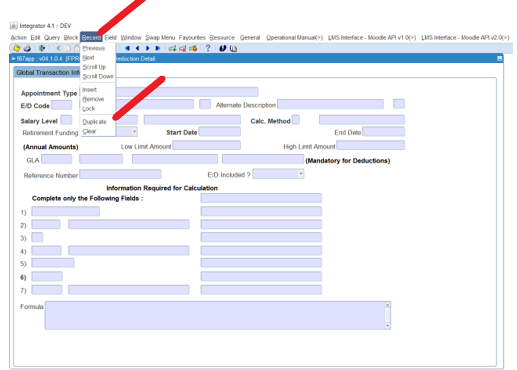 Integrator 4.1 - DEV
Action Edit Query Block Record Field Window Swap Menu Favourites Resource General Operational Manual(>) LMS Interface - Moodle API v1.0(>) LMS Interface - Moodle API v2.0(>)
Previous
Next
Scroll Up
Scroll Down
Insert
Remove
Lock
Duplicate
Clear
f87app : v04.1.0.4 eduction.Detail
Global Transaction
Appointment Type
E/D Code Alternate Description
Salary Level Calc. Method
Retirement Funding Start Date End Date
(Annual Amounts) Low Limit Amount High Limit Amount
GLA (Mandatory for Deductions)
Reference Number E/D Included ?
Information Required for Calculation
Complete only the Following Fields :
1)
2)
3)
4)
5)
6)
7)
Formula